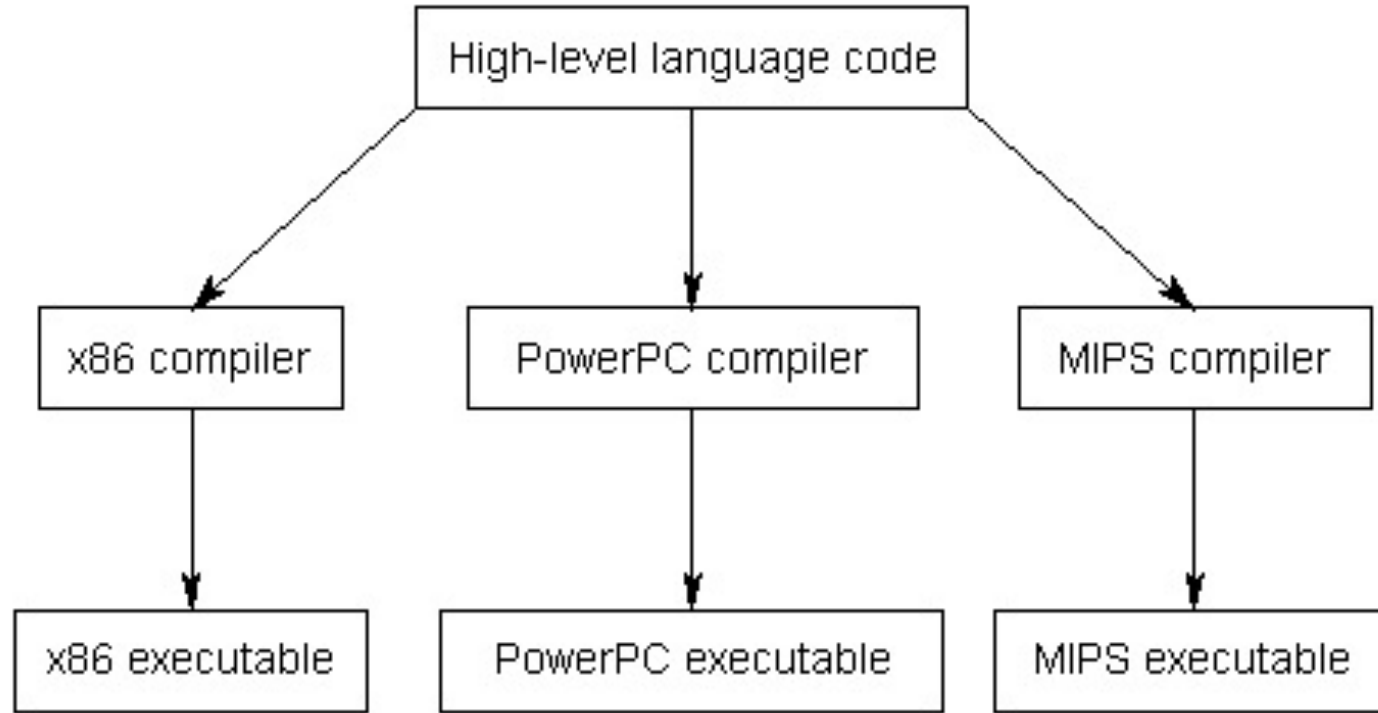 High-level language code
x86 compiler
PowerPC compiler
MIPS compiler
x86 executable
PowerPC executable
MIPS executable